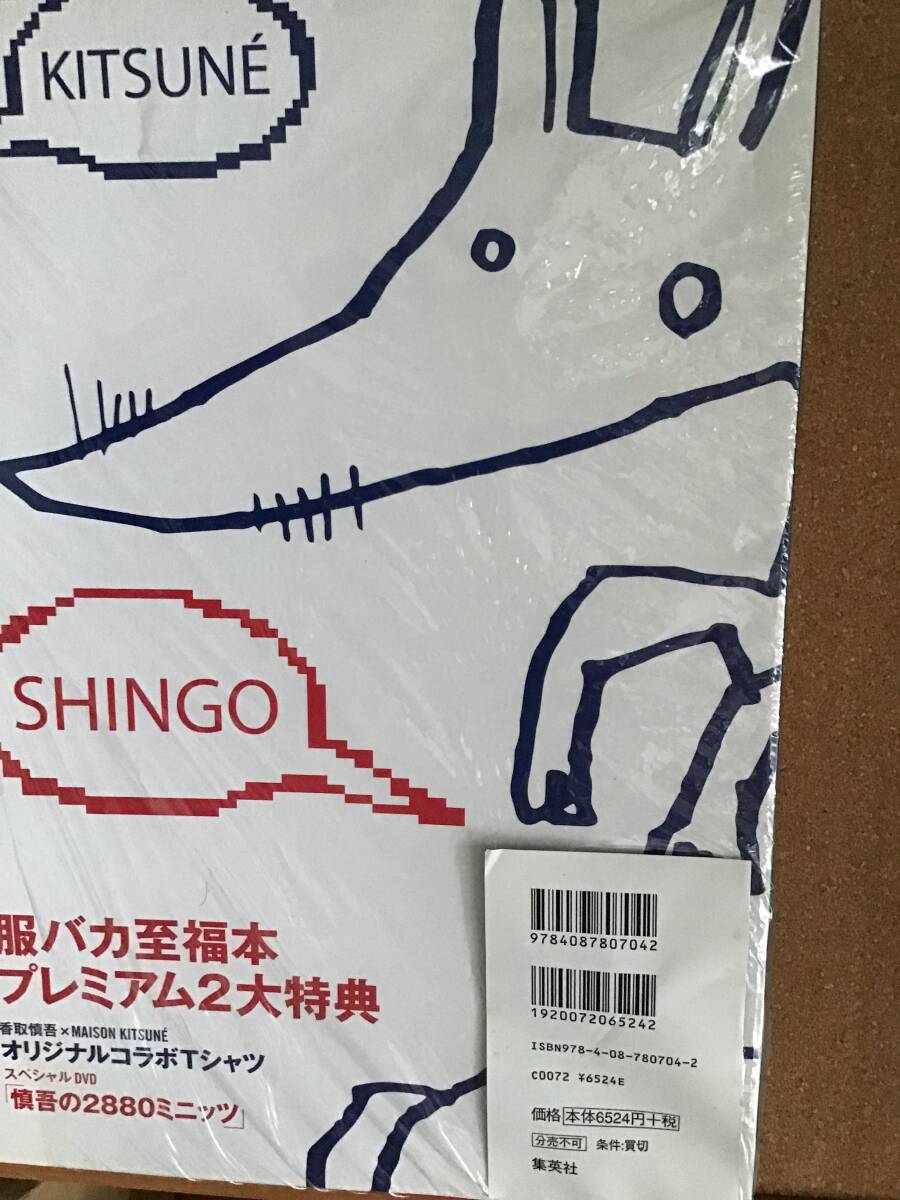 KITSUNÉ
SHINGO
服バカ至福本
プレミアム2大特典
香取慎吾×MAISON KITSUNÉ
オリジナルコラボTシャツ
スペシャルDVD
「慎吾の2880ミニッツ」
9784087807042
1920072065242
ISBN978-4-08-780704-2
C0072 ¥6524E
価格 本体6524円+税
分売不可 条件:買切
集英社